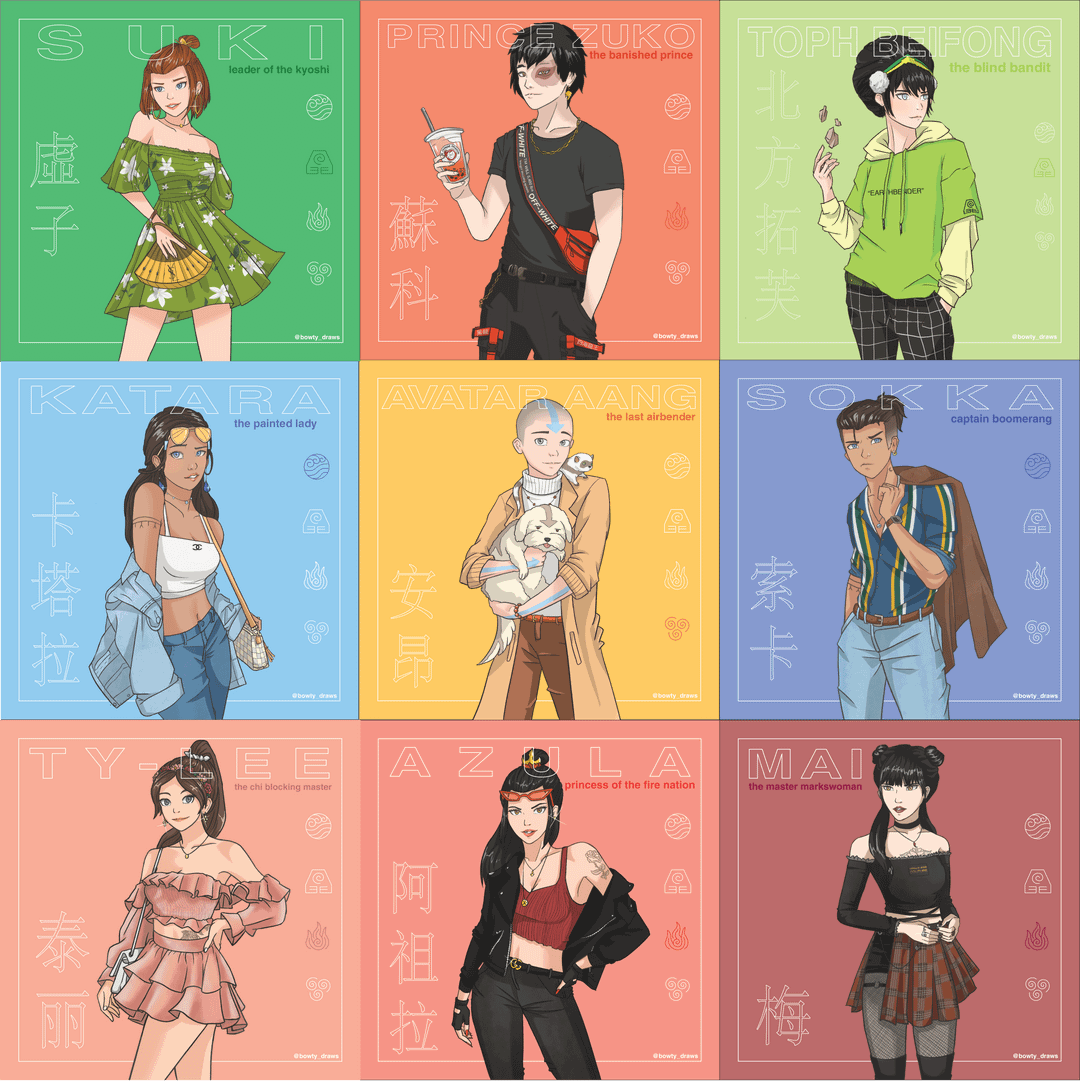 SUKI
leader of the kyoshi
虛
子
@bowty_draws
PRINCE ZUKO
the banished prince
F-WHITE
OFF-WHITE
蘇
科
TOPH BEIFONG
the blind bandit
北
方
拓
芙
"EARTHBENDER"
@bowty_draws
KATARA
the painted lady
卡
塔
拉
@bowty_draws
AVATAR AANG
the last airbender
安
昂
@bowty_draws
SOKKA
captain boomerang
索
卡
@bowty_draws
TY-LEE
the chi blocking master
泰
丽
@bowty_draws
AZULA
princess of the fire nation
阿
祖
拉
@bowty_draws
MAI
the master markswoman
梅
@bowty_draws